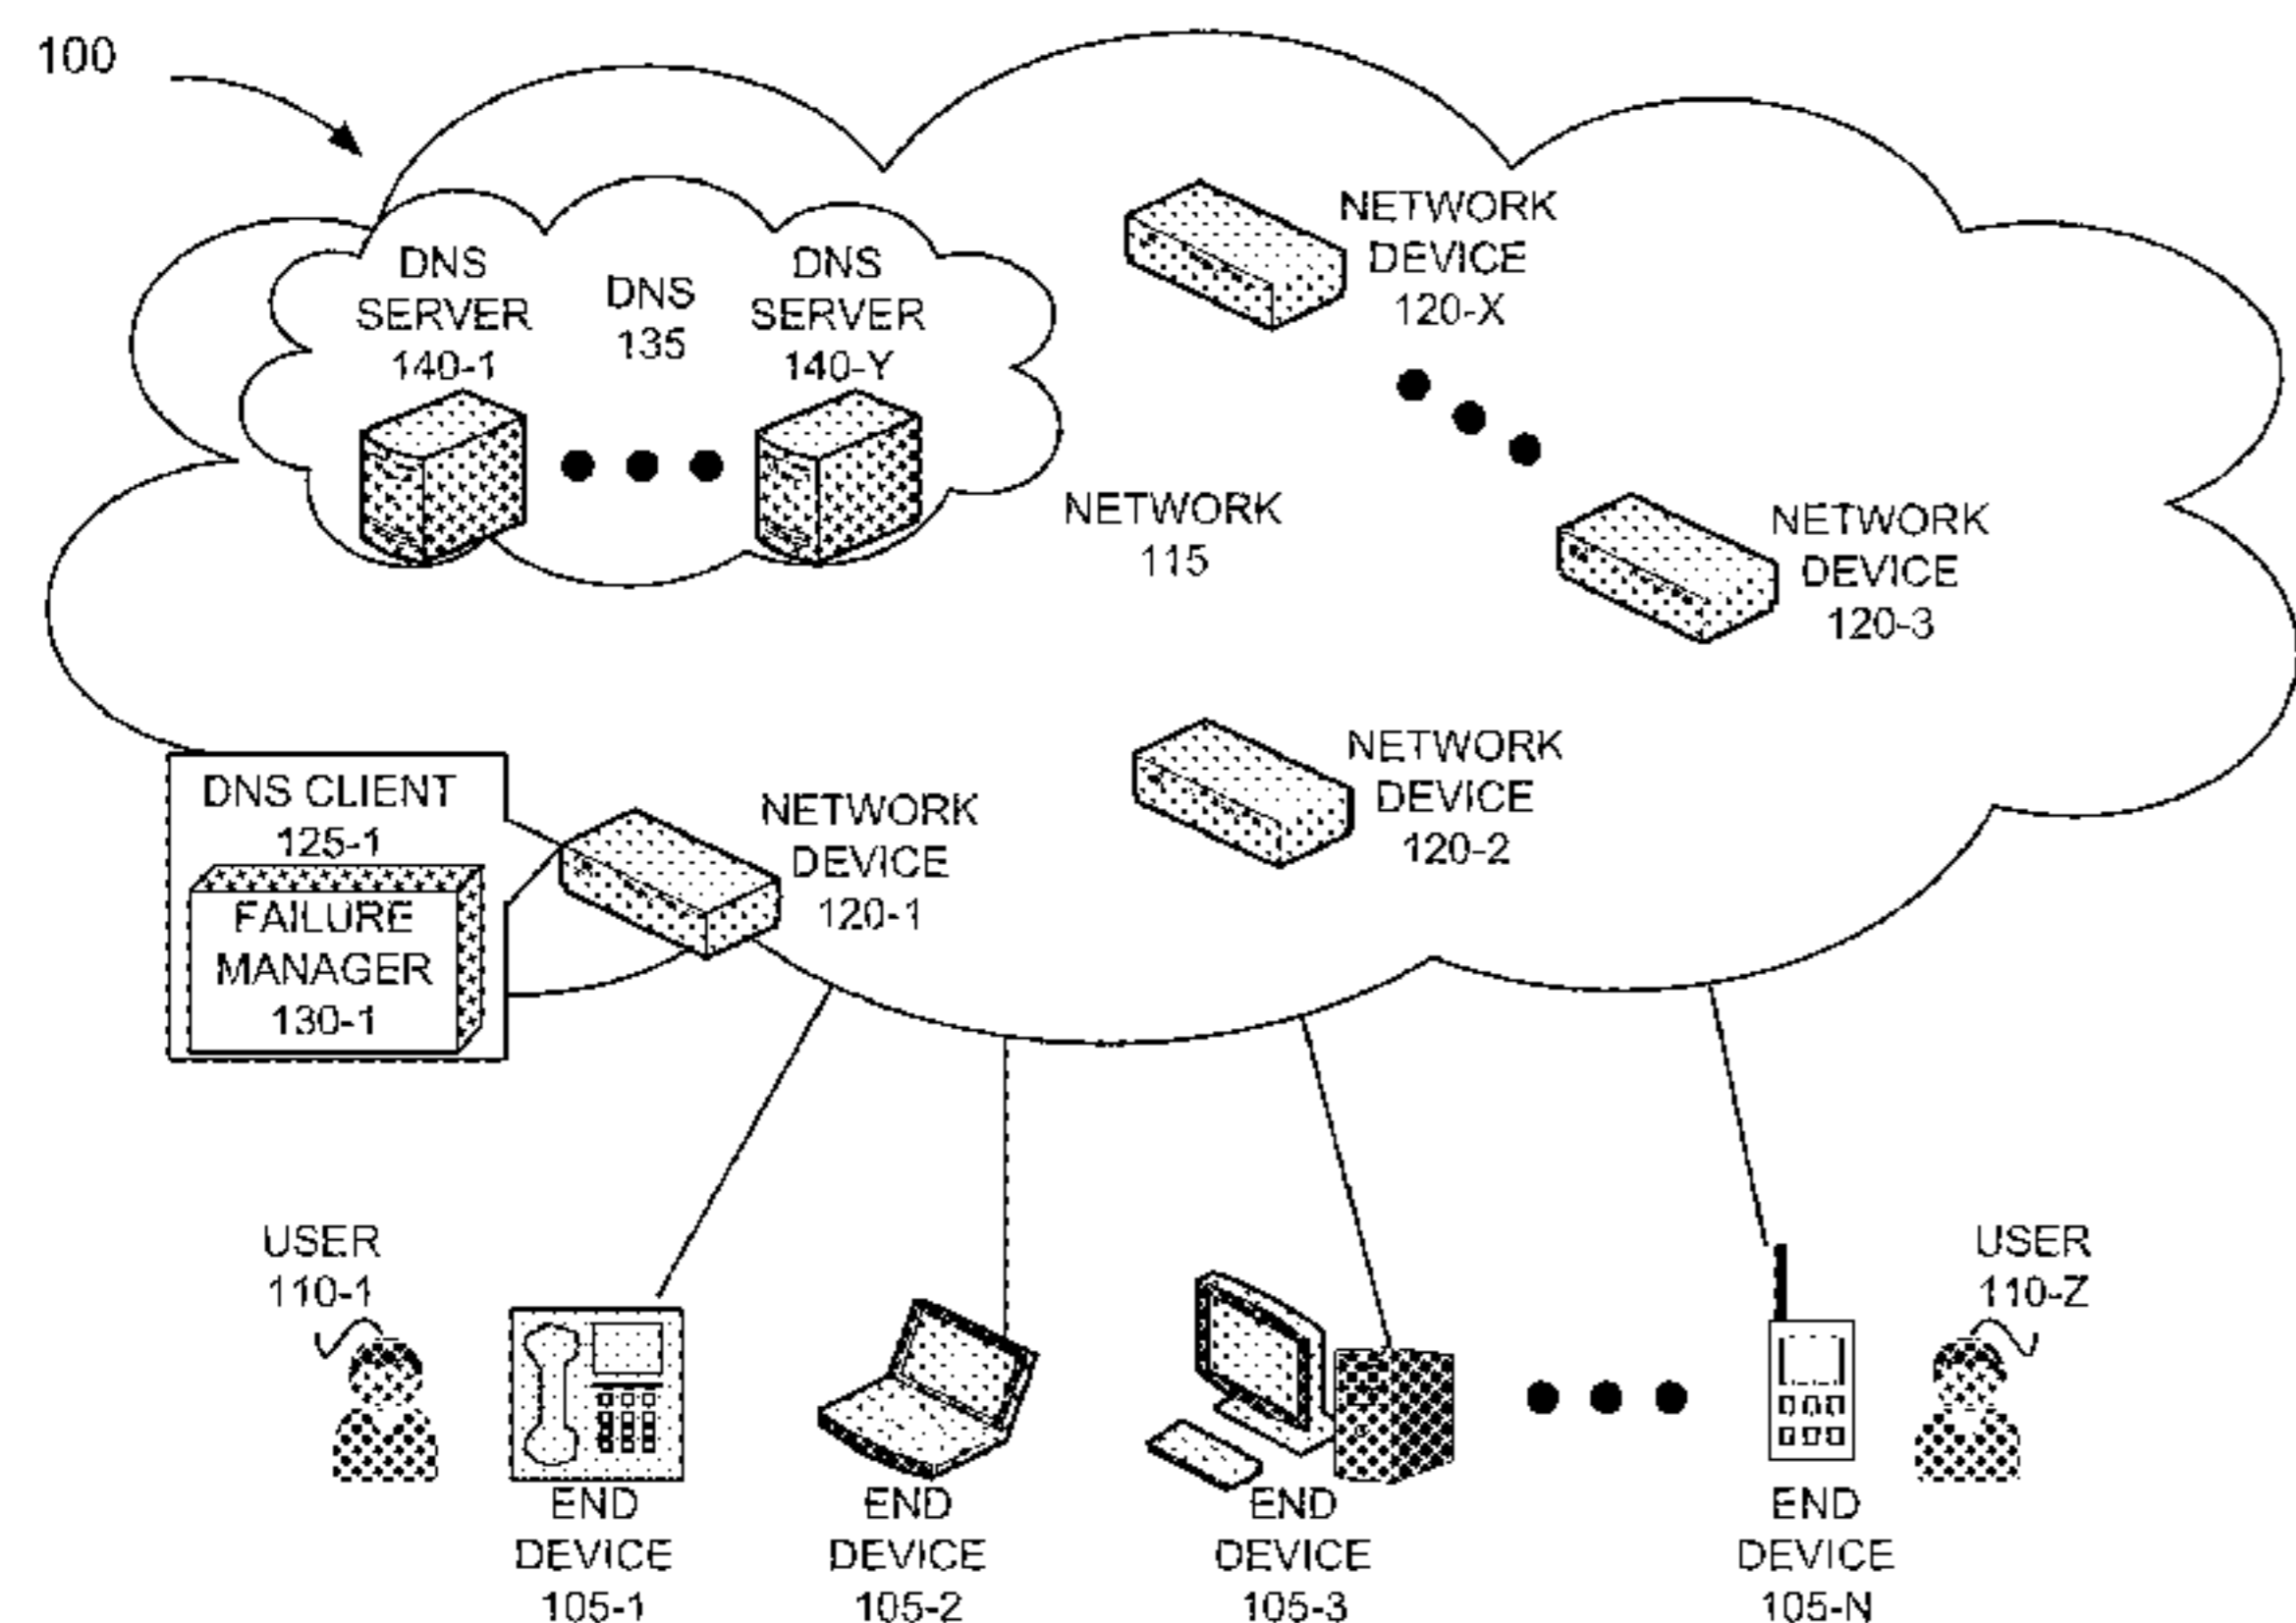 100
DNS
SERVER
140-1
DNS
135
DNS
SERVER
140-Y
NETWORK
DEVICE
120-X
NETWORK
115
NETWORK
DEVICE
120-3
NETWORK
DEVICE
120-2
DNS CLIENT
125-1
FAILURE
MANAGER
130-1
NETWORK
DEVICE
120-1
USER
110-1
USER
110-Z
END
DEVICE
105-1
END
DEVICE
105-2
END
DEVICE
105-3
END
DEVICE
105-N